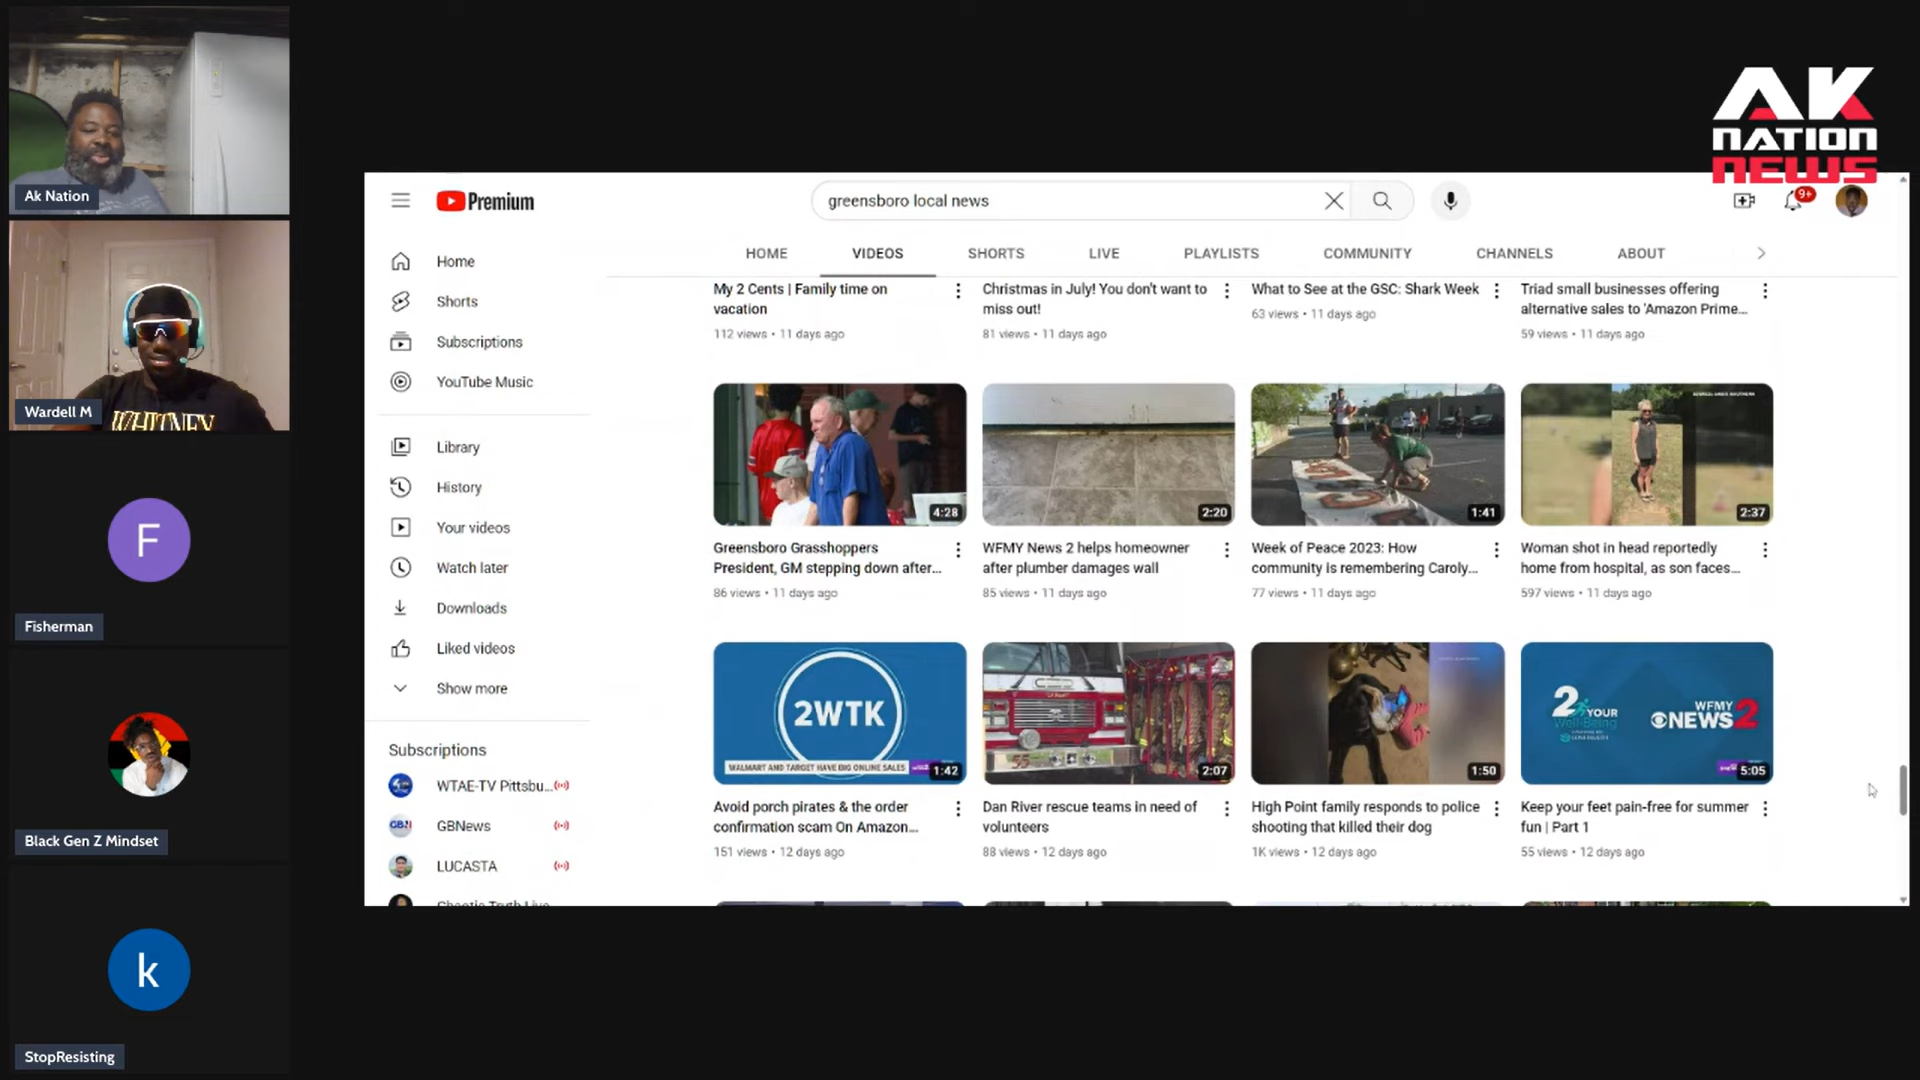 Ak Nation
WHITNEY
Wardell M
F
Fisherman
Black Gen Z Mindset
k
StopResisting
AK
NATION
NEWS
Premium
greensboro local news
9+
HOME
VIDEOS
SHORTS
LIVE
PLAYLISTS
COMMUNITY
CHANNELS
ABOUT
Home
Shorts
Subscriptions
YouTube Music
Library
History
Your videos
Watch later
Downloads
Liked videos
Show more
Subscriptions
WTAE-TV Pittsbu...
GBN
GBNews
LUCASTA
Chaotic Truth Live
My 2 Cents | Family time on
vacation
112 views • 11 days ago
Christmas in July! You don't want to
miss out!
81 views • 11 days ago
What to See at the GSC: Shark Week
63 views • 11 days ago
Triad small businesses offering
alternative sales to 'Amazon Prime...
59 views • 11 days ago
4:28
Greensboro Grasshoppers
President, GM stepping down after...
86 views • 11 days ago
2:20
WFMY News 2 helps homeowner
after plumber damages wall
85 views • 11 days ago
1:41
Week of Peace 2023: How
community is remembering Caroly...
77 views • 11 days ago
2:37
Woman shot in head reportedly
home from hospital, as son faces...
597 views • 11 days ago
2WTK
WALMART AND TARGET HAVE BIG ONLINE SALES
1:42
Avoid porch pirates & the order
confirmation scam On Amazon...
151 views • 12 days ago
55
2:07
Dan River rescue teams in need of
volunteers
88 views • 12 days ago
1:50
High Point family responds to police
shooting that killed their dog
1K views • 12 days ago
2 YOUR
Well-Being
WFMY
NEWS 2
5:05
Keep your feet pain-free for summer
fun | Part 1
55 views • 12 days ago